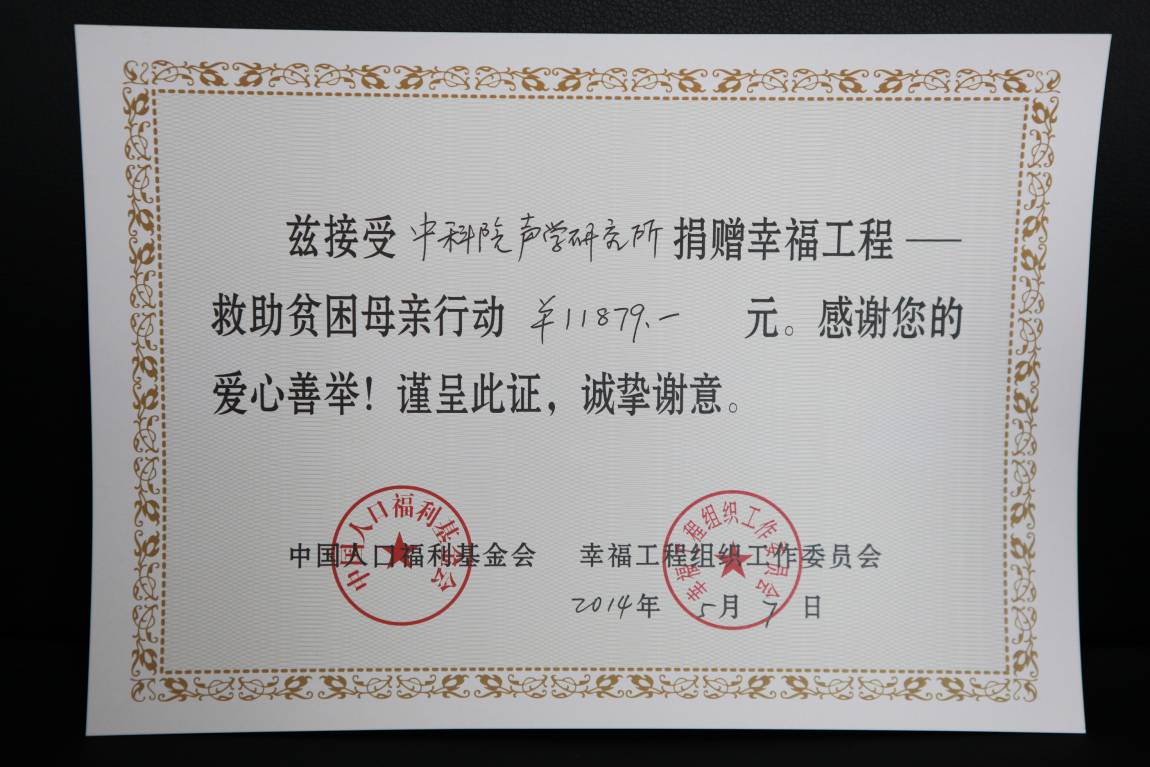 兹接受 中科院声学研究所 捐赠幸福工程——
救助贫困母亲行动 ¥11879.- 元。感谢您的
爱心善举!谨呈此证,诚挚谢意。
中国人口福利基金会
幸福工程组织工作委员会
中国人口福利基金会 幸福工程组织工作委员会
2014年 5月 7 日